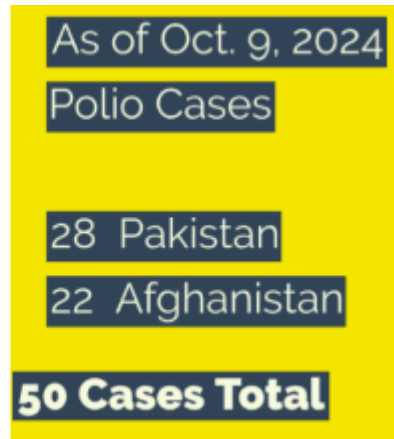 As of Oct. 9, 2024
Polio Cases
28 Pakistan
22 Afghanistan
50 Cases Total